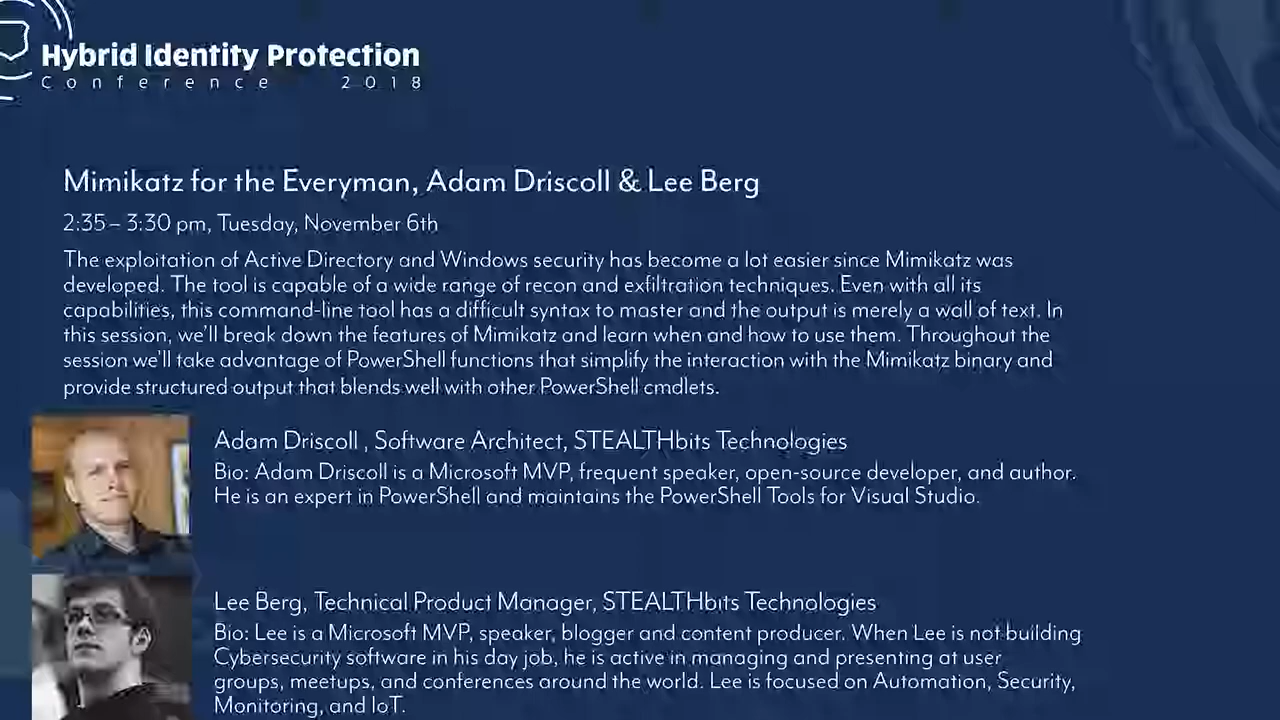 Hybrid Identity Protection
Conference 2018
Mimikatz for the Everyman, Adam Driscoll & Lee Berg
2:35 – 3:30 pm, Tuesday, November 6th
The exploitation of Active Directory and Windows security has become a lot easier since Mimikatz was
developed. The tool is capable of a wide range of recon and exfiltration techniques. Even with all its
capabilities, this command-line tool has a difficult syntax to master and the output is merely a wall of text. In
this session, we'll break down the features of Mimikatz and learn when and how to use them. Throughout the
session we'll take advantage of PowerShell functions that simplify the interaction with the Mimikatz binary and
provide structured output that blends well with other PowerShell cmdlets.
Adam Driscoll , Software Architect, STEALTHbits Technologies
Bio: Adam Driscoll is a Microsoft MVP, frequent speaker, open-source developer, and author.
He is an expert in PowerShell and maintains the PowerShell Tools for Visual Studio.
Lee Berg, Technical Product Manager, STEALTHbits Technologies
Bio: Lee is a Microsoft MVP, speaker, blogger and content producer. When Lee is not building
Cybersecurity software in his day job, he is active in managing and presenting at user
groups, meetups, and conferences around the world. Lee is focused on Automation, Security,
Monitoring, and IoT.